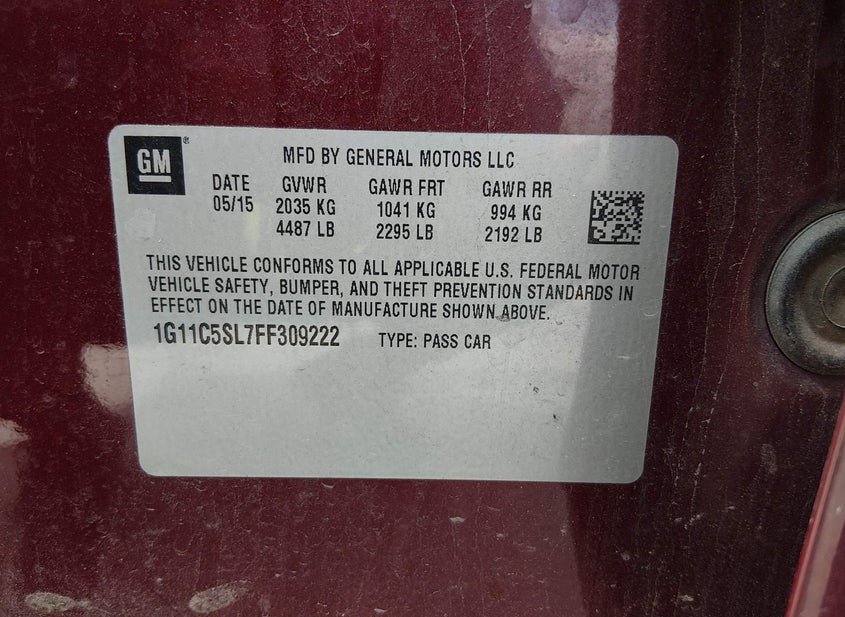 GM®
MFD BY GENERAL MOTORS LLC
DATE GVWR GAWR FRT GAWR RR
05/15 2035 KG 1041 KG 994 KG
4487 LB 2295 LB 2192 LB
THIS VEHICLE CONFORMS TO ALL APPLICABLE U.S. FEDERAL MOTOR
VEHICLE SAFETY, BUMPER, AND THEFT PREVENTION STANDARDS IN
EFFECT ON THE DATE OF MANUFACTURE SHOWN ABOVE.
1G11C5SL7FF309222 TYPE: PASS CAR